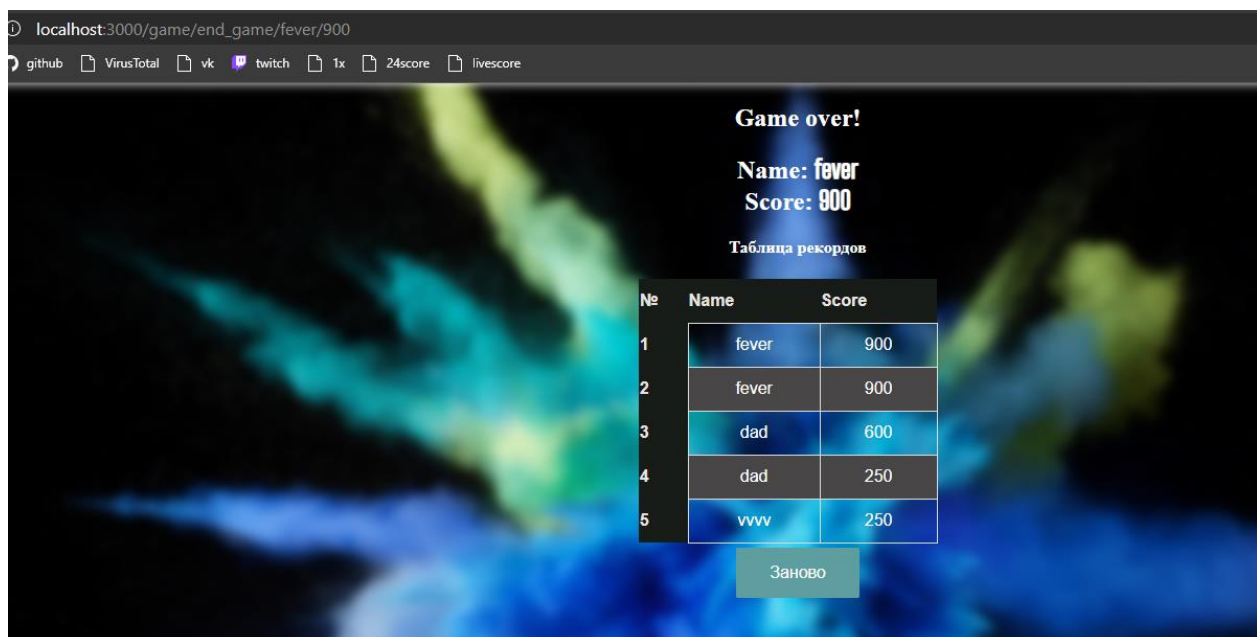 localhost:3000/game/end_game/fever/900
github VirusTotal vk twitch 1x 24score livescore
Game over!
Name: fever
Score: 900
Таблица рекордов
№ Name Score
1 fever 900
2 fever 900
3 dad 600
4 dad 250
5 vvvv 250
Заново